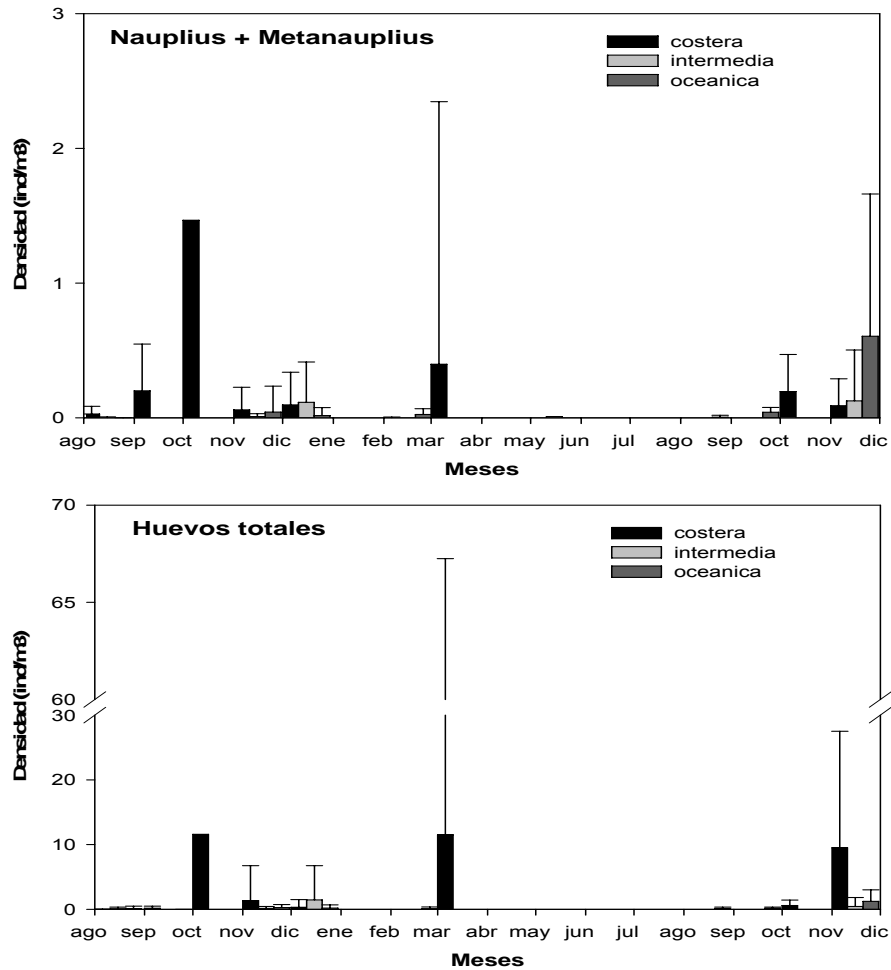 3
Nauplius + Metanauplius
costera
intermedia
oceanica
2
Densidad (ind/m3)
1
0
ago sep oct nov dic ene feb mar abr may jun jul ago sep oct nov dic
Meses
70
Huevos totales
costera
intermedia
oceanica
65
Densidad (ind/m3)
60
30
20
10
0
ago sep oct nov dic ene feb mar abr may jun jul ago sep oct nov dic
Meses